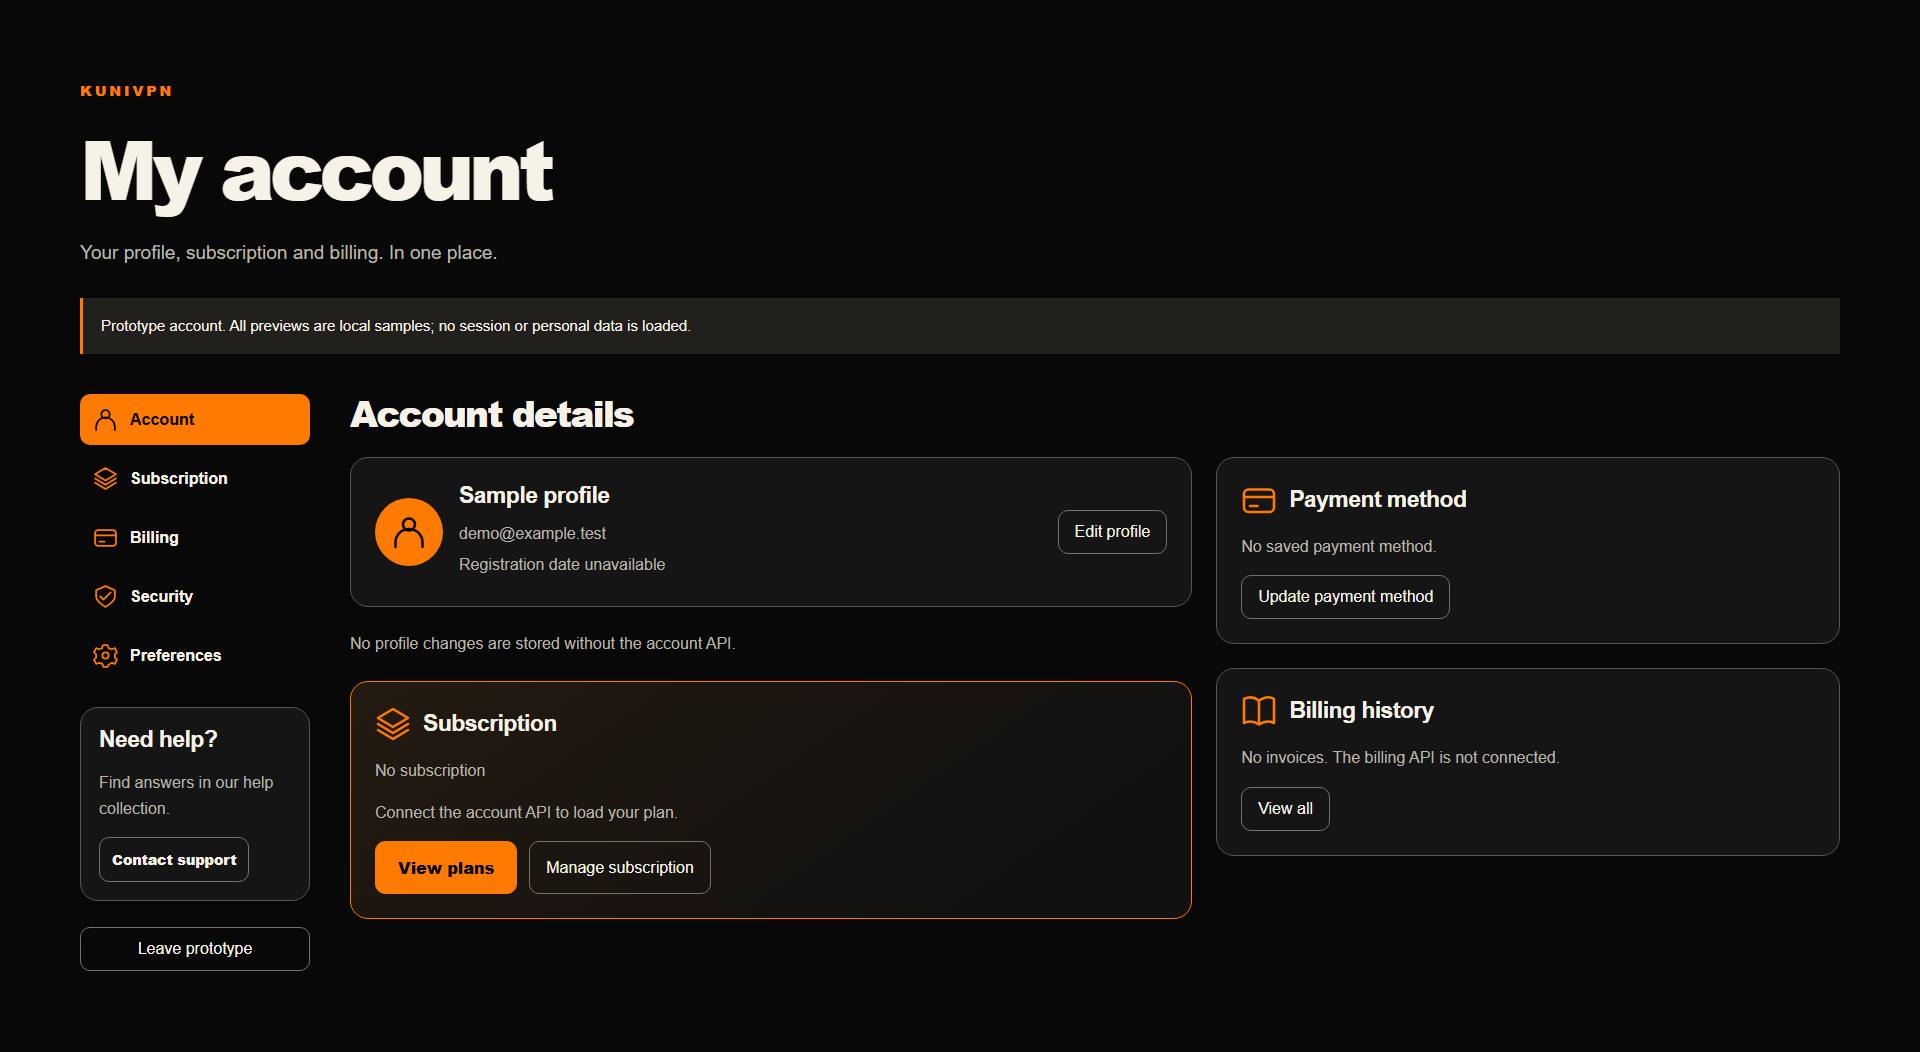 KUNIVPN
My account
Your profile, subscription and billing. In one place.
Prototype account. All previews are local samples; no session or personal data is loaded.
Account
Subscription
Billing
Security
Preferences
Need help?
Find answers in our help
collection.
Contact support
Leave prototype
Account details
Sample profile
demo@example.test
Registration date unavailable
Edit profile
No profile changes are stored without the account API.
Subscription
No subscription
Connect the account API to load your plan.
View plans
Manage subscription
Payment method
No saved payment method.
Update payment method
Billing history
No invoices. The billing API is not connected.
View all